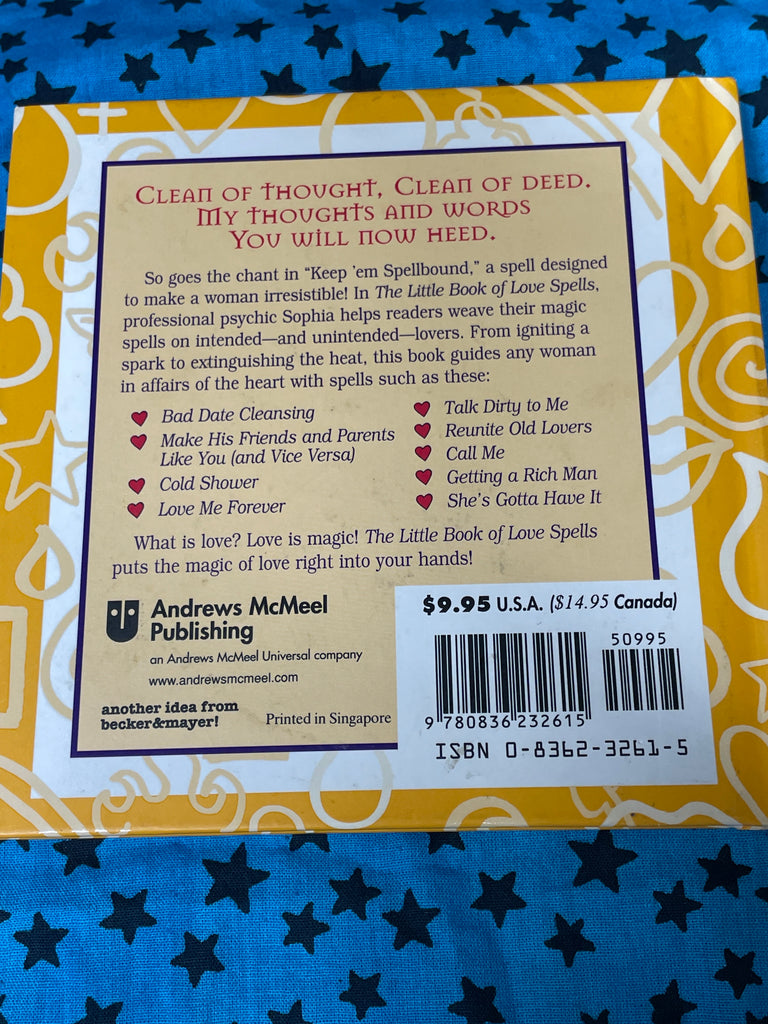 CLEAN OF THOUGHT, CLEAN OF DEED.
MY THOUGHTS AND WORDS
YOU WILL NOW HEED.
So goes the chant in "Keep 'em Spellbound," a spell designed
to make a woman irresistible! In The Little Book of Love Spells,
professional psychic Sophia helps readers weave their magic
spells on intended—and unintended—lovers. From igniting a
spark to extinguishing the heat, this book guides any woman
in affairs of the heart with spells such as these:
Bad Date Cleansing
Make His Friends and Parents
Like You (and Vice Versa)
Cold Shower
Love Me Forever
Talk Dirty to Me
Reunite Old Lovers
Call Me
Getting a Rich Man
She's Gotta Have It
What is love? Love is magic! The Little Book of Love Spells
puts the magic of love right into your hands!
Andrews McMeel
Publishing
an Andrews McMeel Universal company
www.andrewsmcmeel.com
another idea from
becker&mayer!
Printed in Singapore
$9.95 U.S.A. ($14.95 Canada)
50995
9 780836 232615
ISBN 0-8362-3261-5